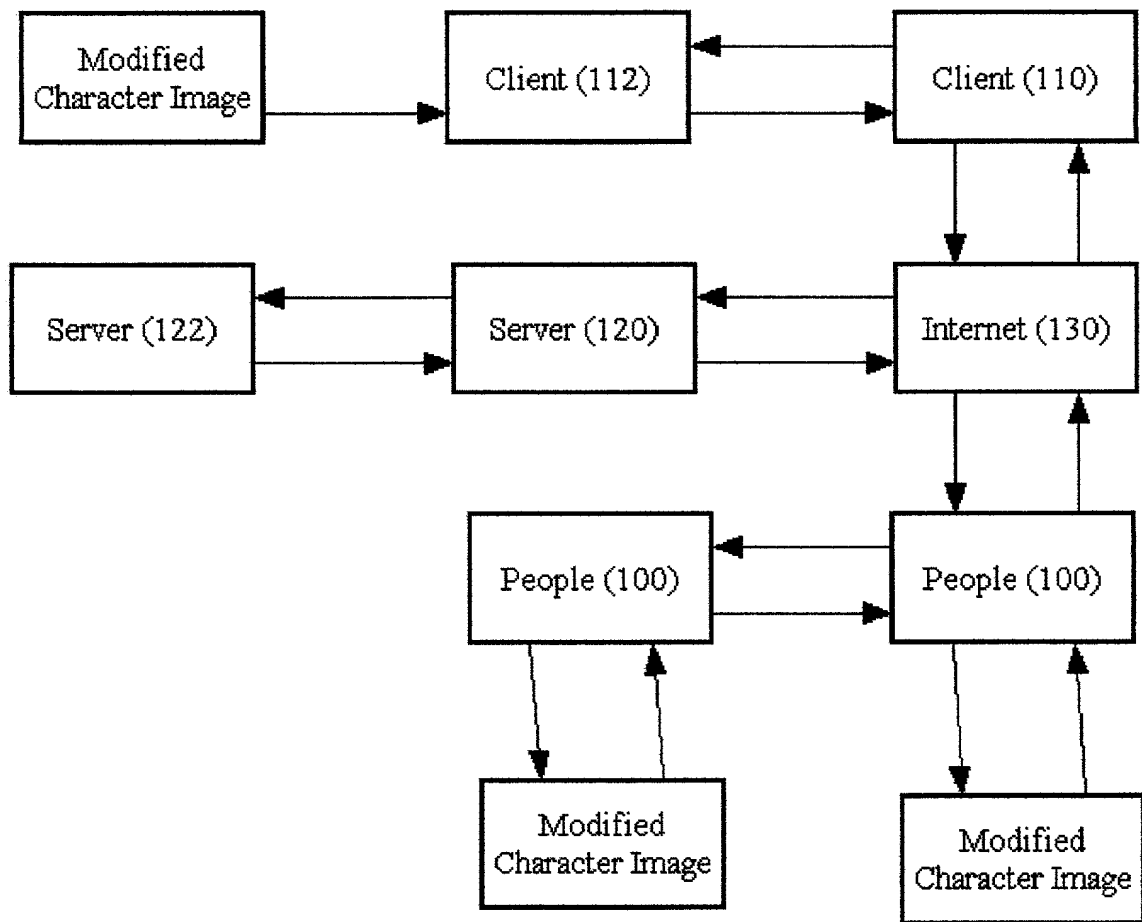 Modified
Character Image
Client (112)
Client (110)
Server (122)
Server (120)
Internet (130)
People (100)
People (100)
Modified
Character Image
Modified
Character Image